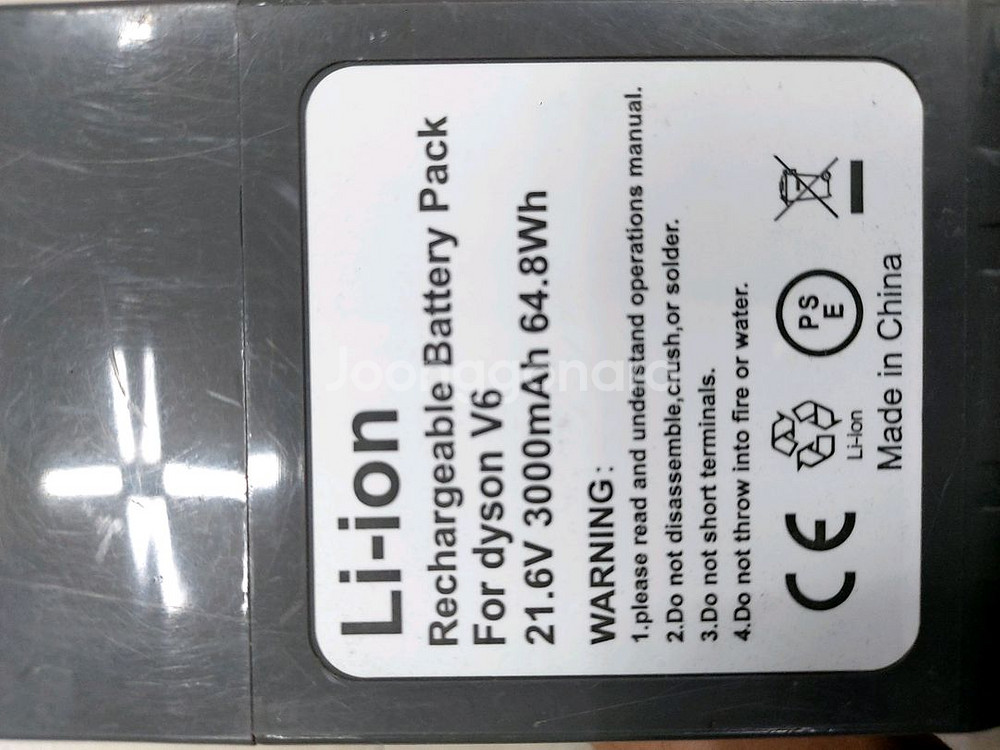 Li-ion
Rechargeable Battery Pack
For dyson V6
21.6V 3000mAh 64.8Wh
WARNING:
1.please read and understand operations manual.
2.Do not disassemble,crush,or solder.
3.Do not short terminals.
4.Do not throw into fire or water.
CE
Li-ion
PS
E
Made in China
Joonggonara